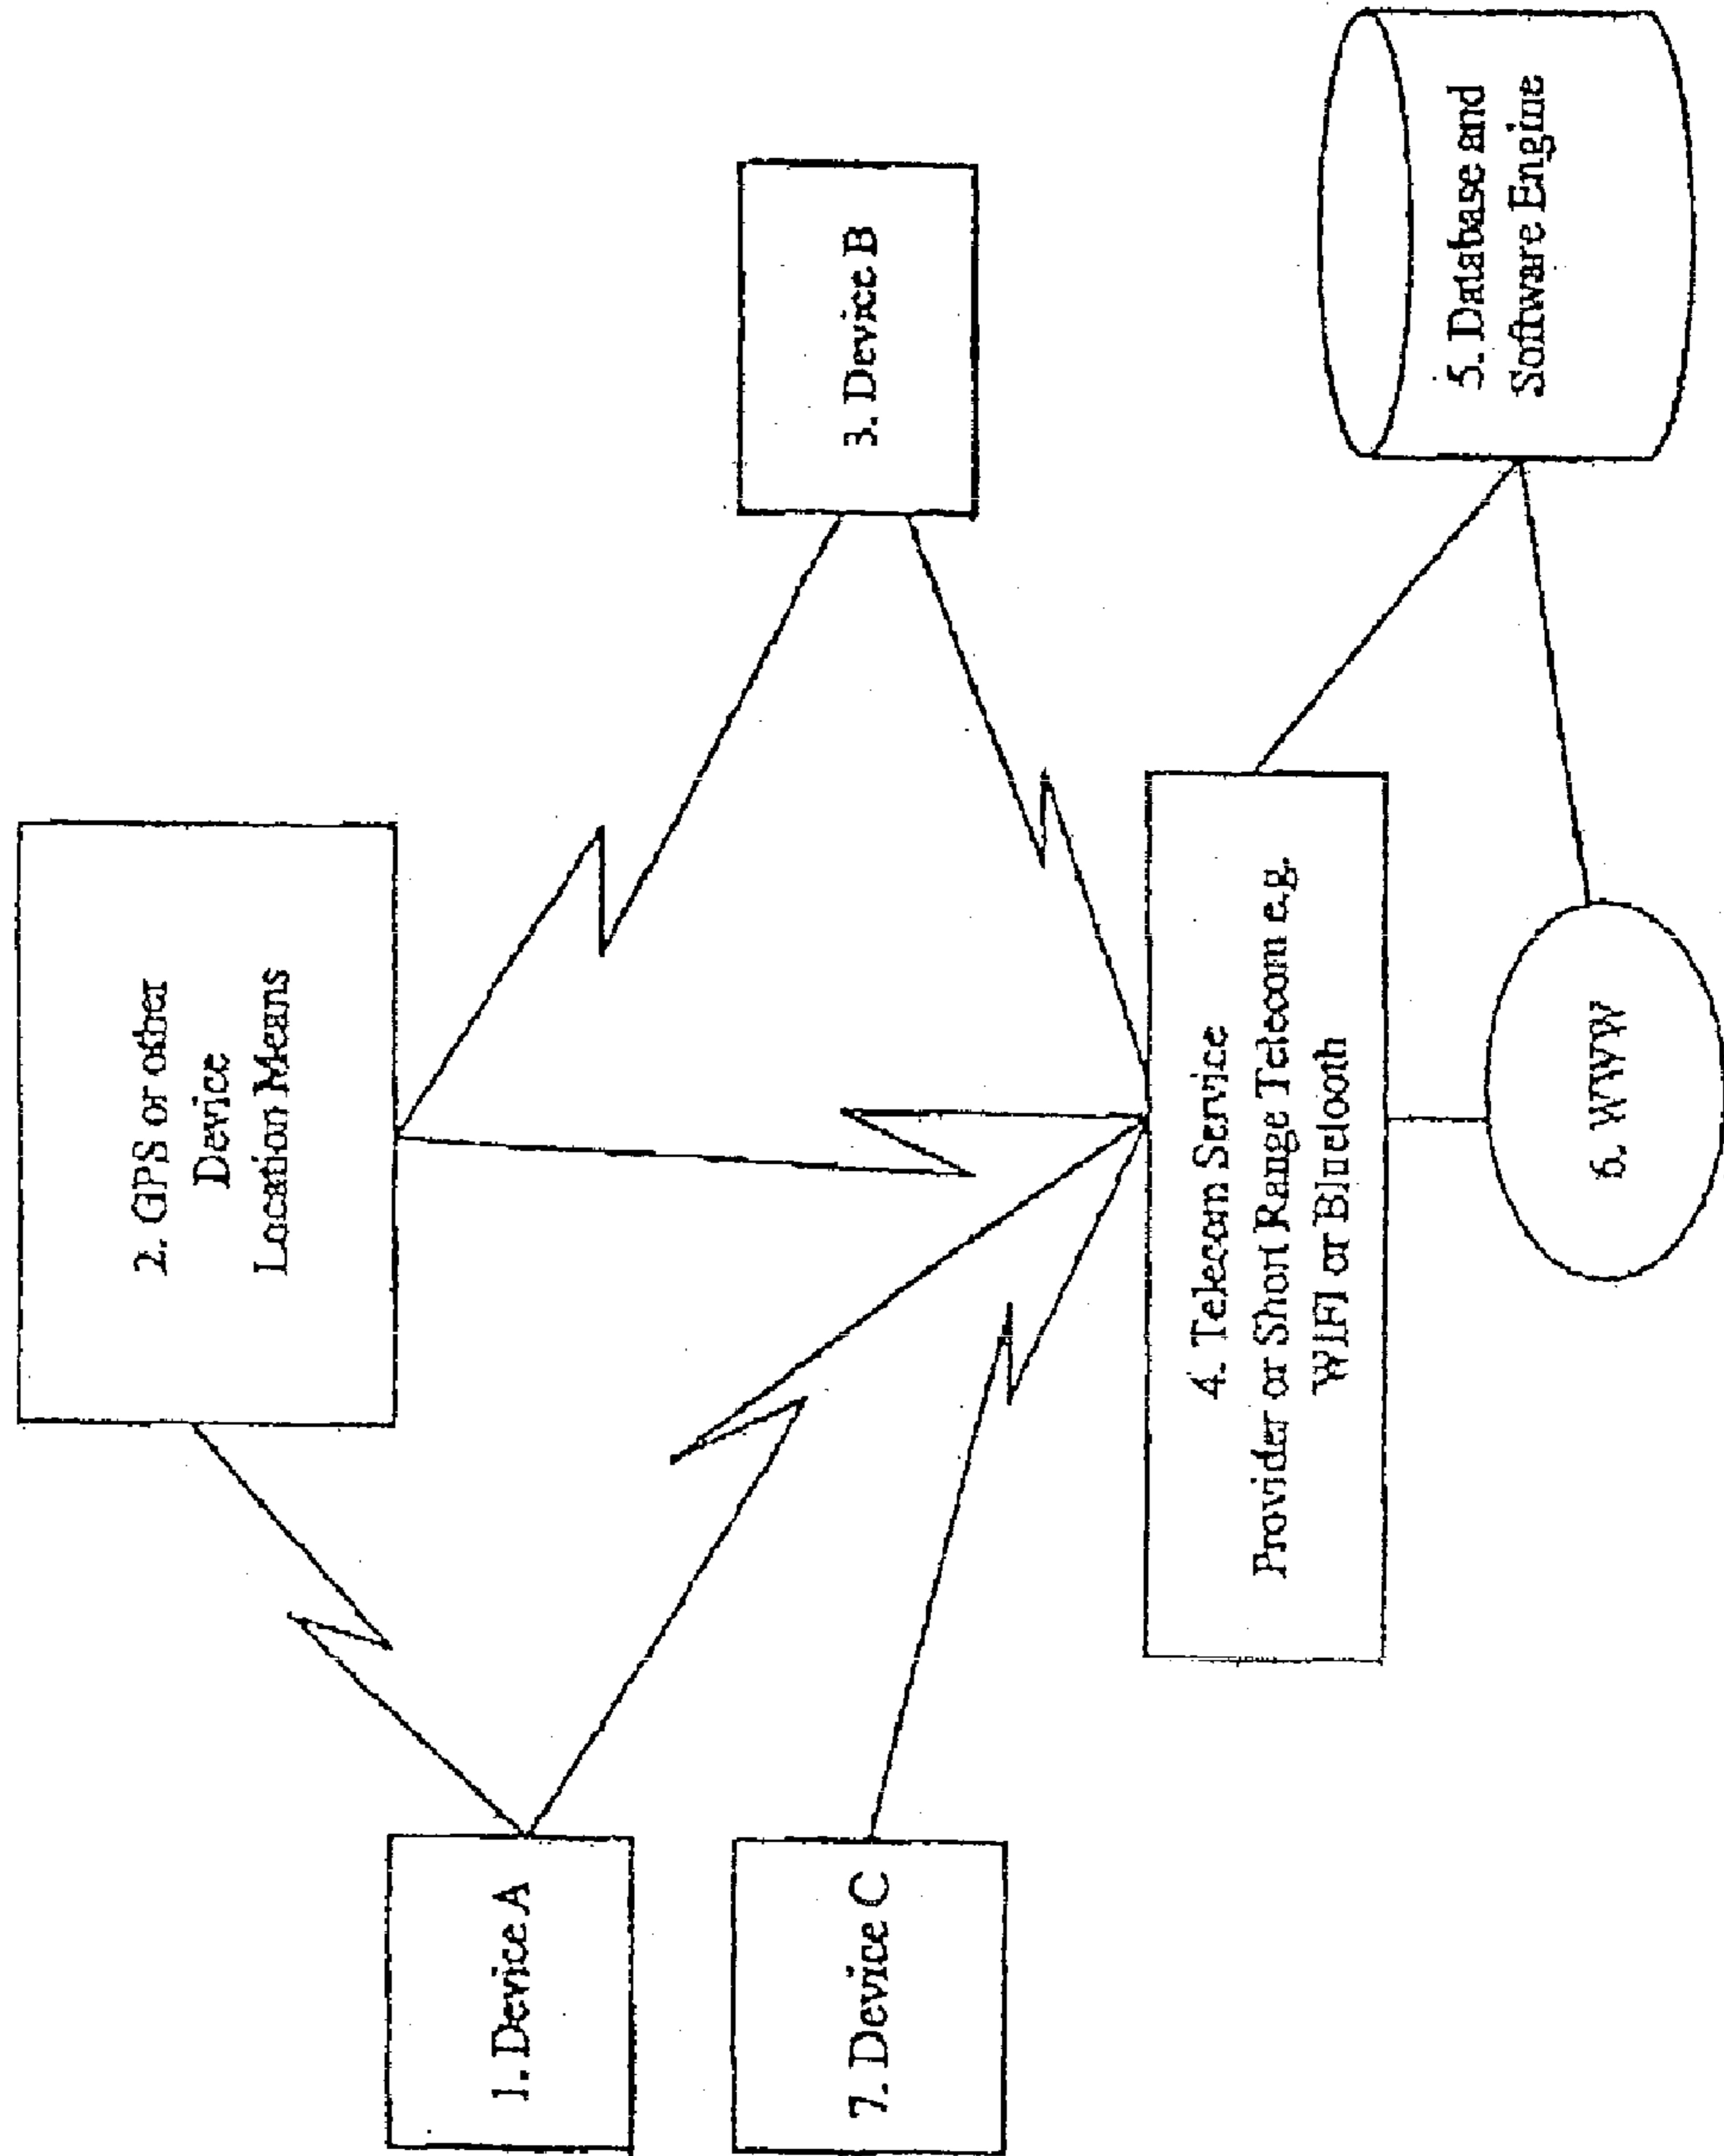 1. Device A
2. GPS or other
Device
Location Means
3. Device B
4. Telecom Service
Provider or Short Range Telecom e.g.
WIFI or Bluetooth
5. Database and
Software Engine
6. WWW
7. Device C